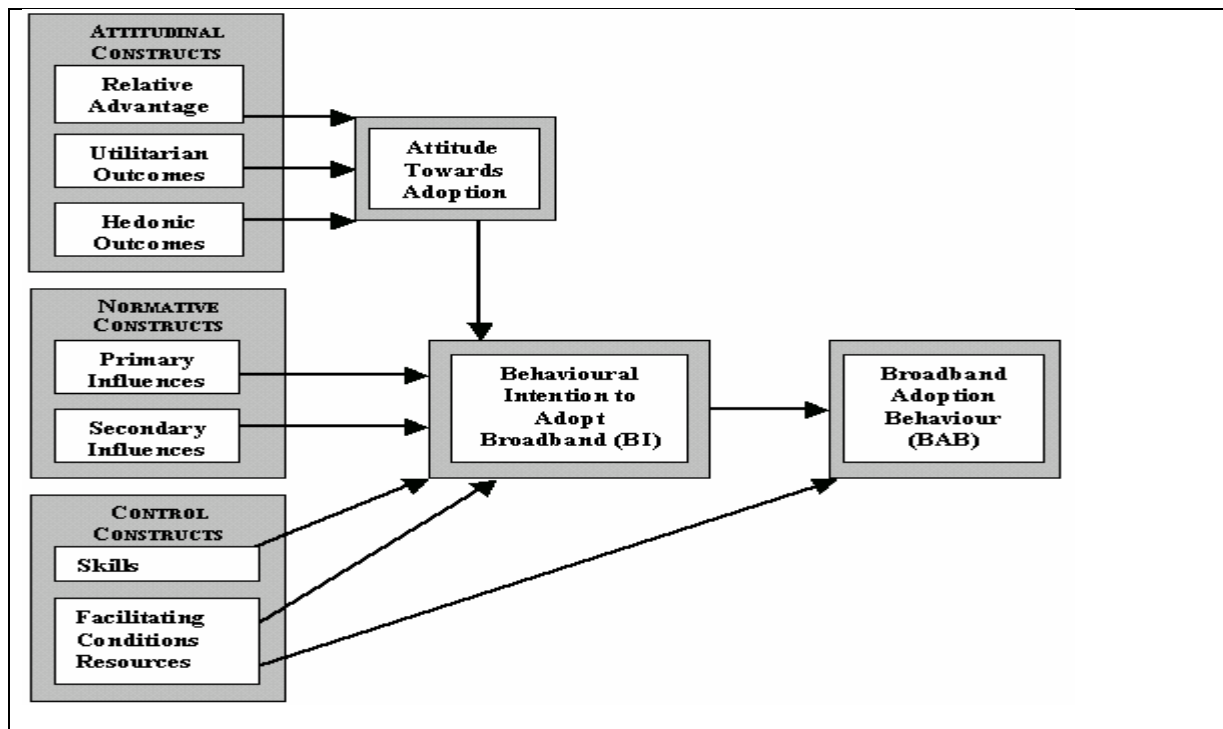 ATTITUDINAL
CONSTRUCTS
Relative
Advantage
Utilitarian
Outcomes
Hedonic
Outcomes
Attitude
Towards
Adoption
NORMATIVE
CONSTRUCTS
Primary
Influences
Secondary
Influences
Behavioural
Intention to
Adopt
Broadband (BI)
Broadband
Adoption
Behaviour
(BAB)
CONTROL
CONSTRUCTS
Skills
Facilitating
Conditions
Resources